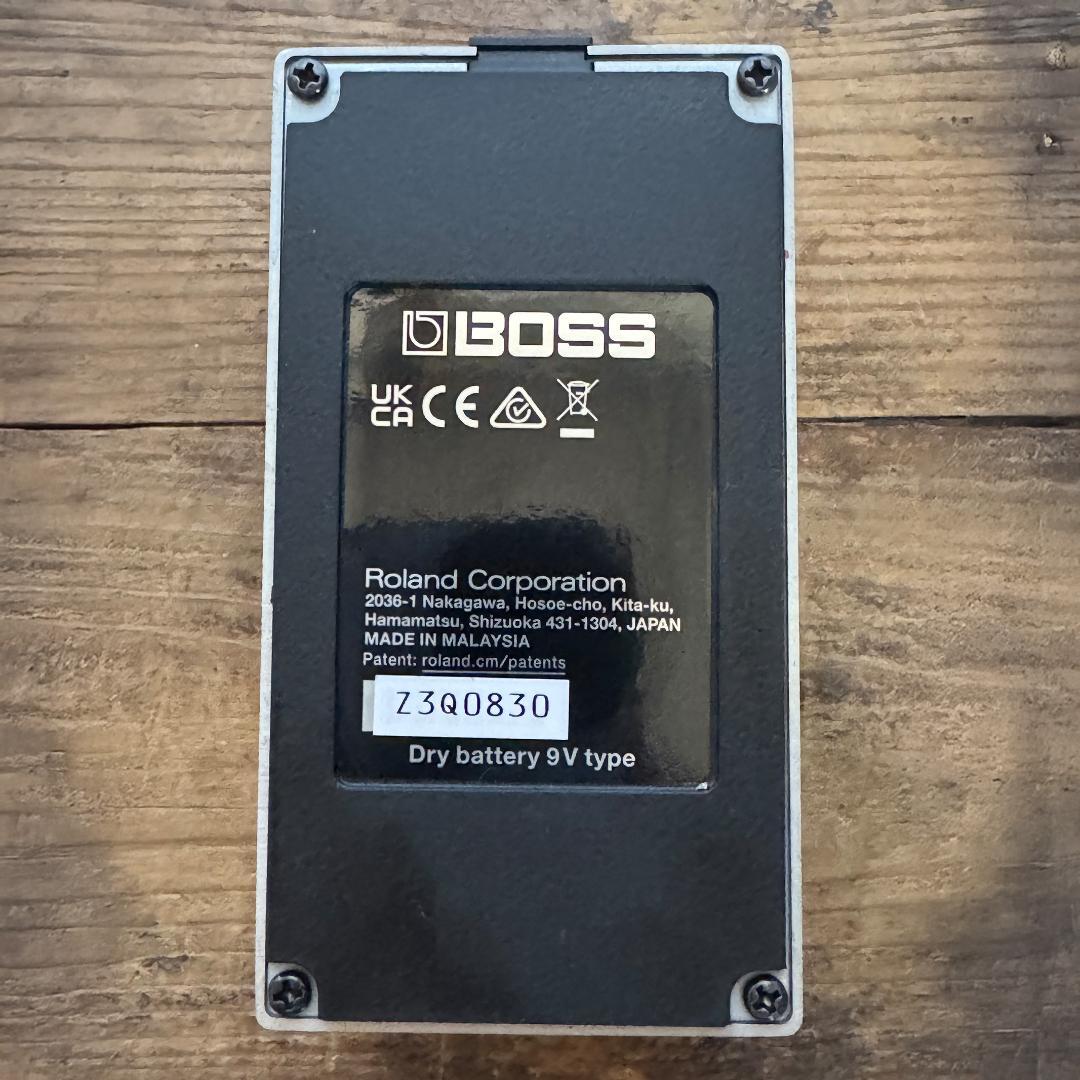 BOSS
UK
CA CE
Roland Corporation
2036-1 Nakagawa, Hosoe-cho, Kita-ku,
Hamamatsu, Shizuoka 431-1304, JAPAN
MADE IN MALAYSIA
Patent: roland.cm/patents
Z3Q0830
Dry battery 9V type